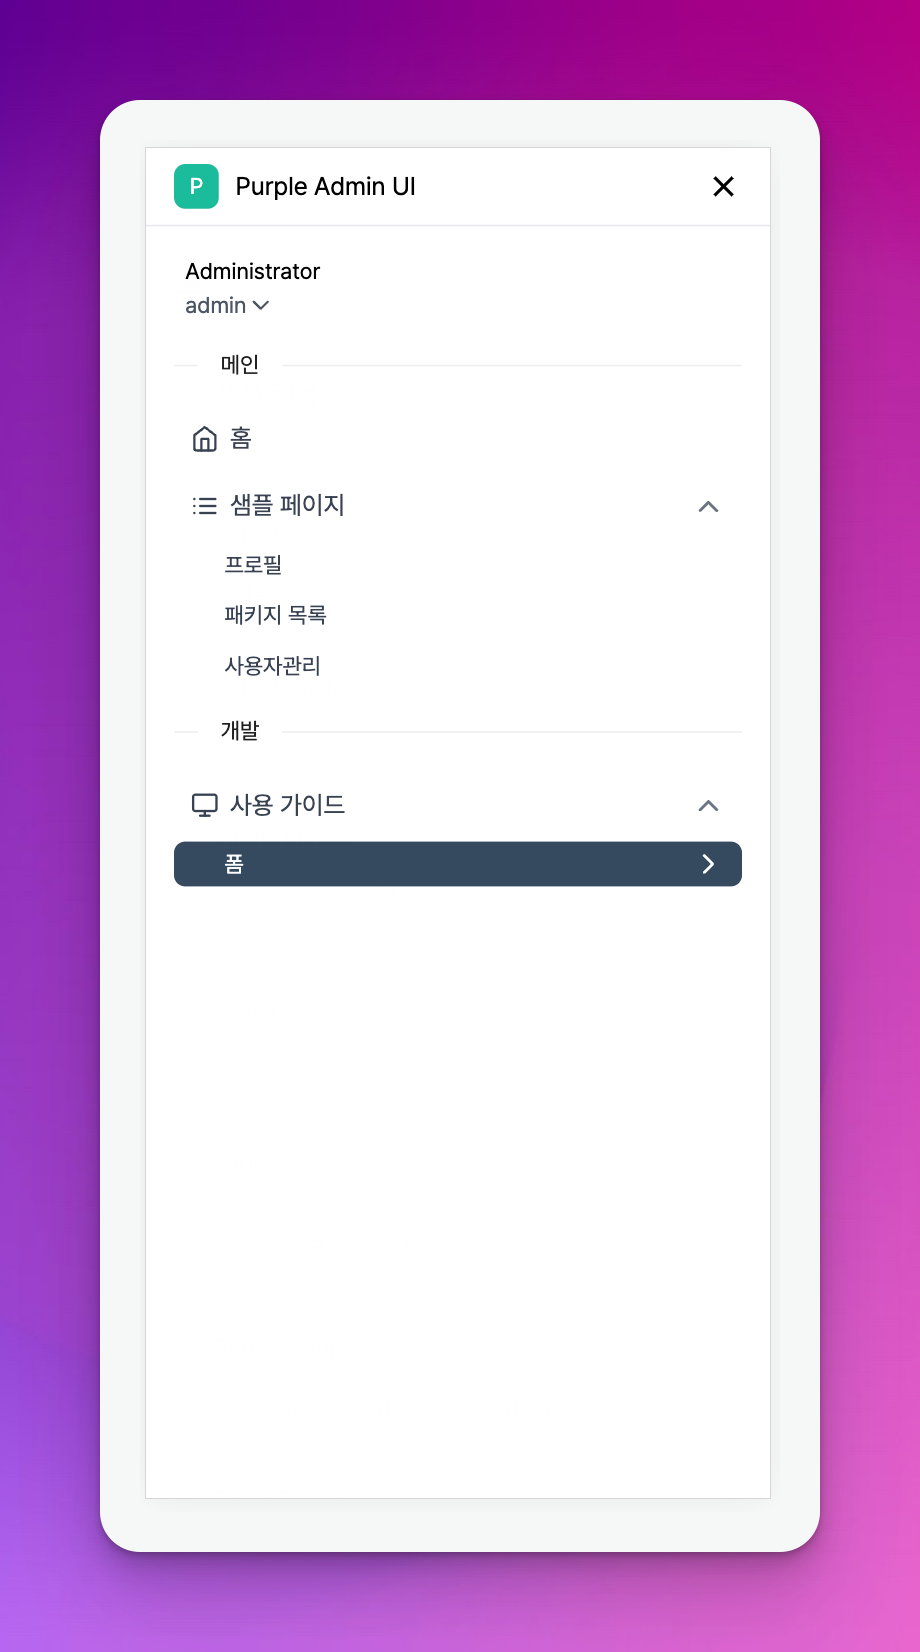 P
Purple Admin UI
Administrator
admin
메인
홈
샘플 페이지
프로필
패키지 목록
사용자관리
개발
사용 가이드
폼